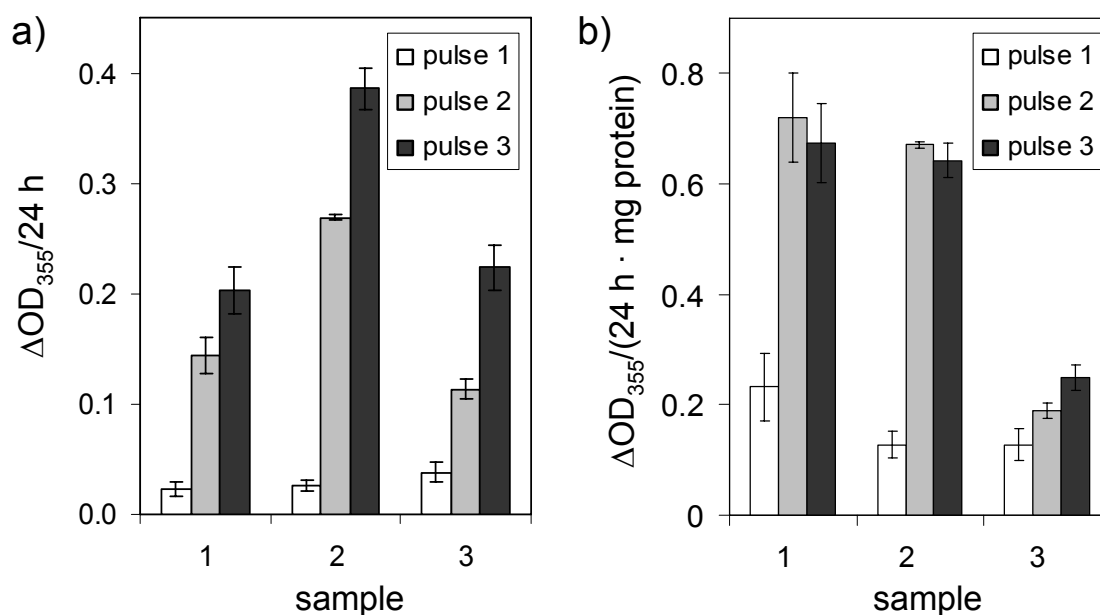 a)
ΔOD₃₅₅/24 h
0.4
0.3
0.2
0.1
0.0
pulse 1
pulse 2
pulse 3
1 2 3
sample
b)
ΔOD₃₅₅/(24 h · mg protein)
0.8
0.6
0.4
0.2
0
pulse 1
pulse 2
pulse 3
1 2 3
sample